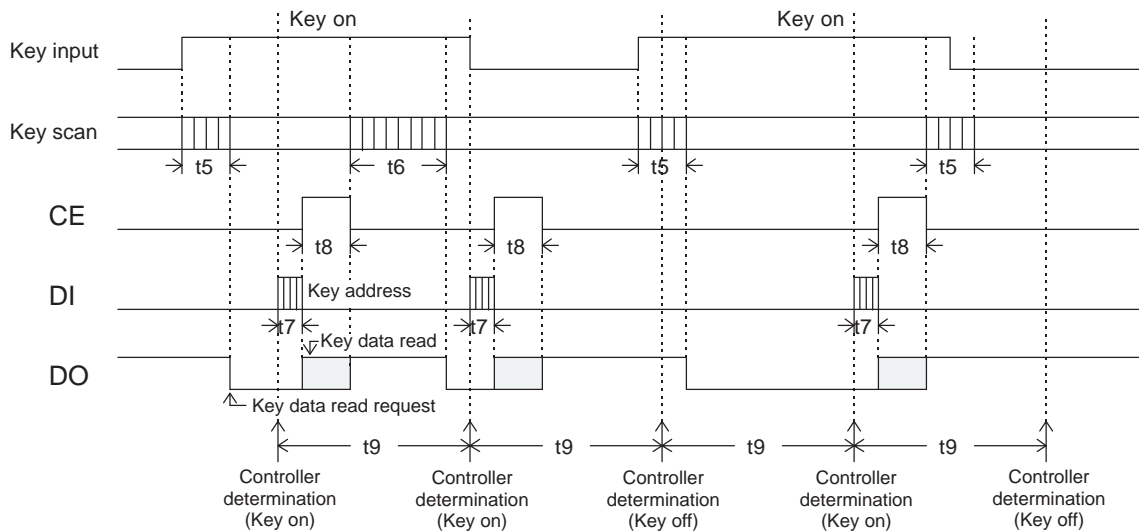 Key on
Key on
Key input
Key scan
t5
t6
t5
t5
CE
t8
t8
t8
DI
Key address
t7
t7
t7
Key data read
DO
Key data read request
t9
t9
t9
t9
Controller
determination
(Key on)
Controller
determination
(Key on)
Controller
determination
(Key off)
Controller
determination
(Key on)
Controller
determination
(Key off)